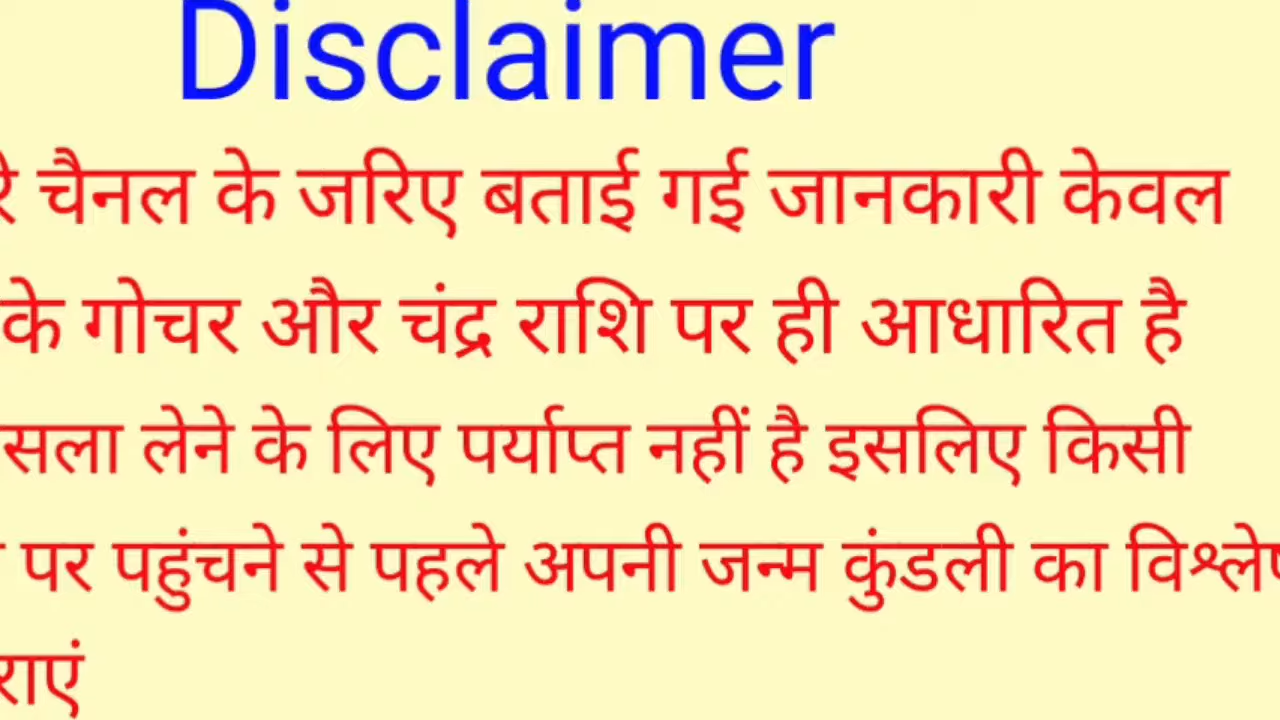 Disclaimer
चैनल के जरिए बताई गई जानकारी केवल
के गोचर और चंद्र राशि पर ही आधारित है
सला लेने के लिए पर्याप्त नहीं है इसलिए किसी
पर पहुंचने से पहले अपनी जन्म कुंडली का
राएं